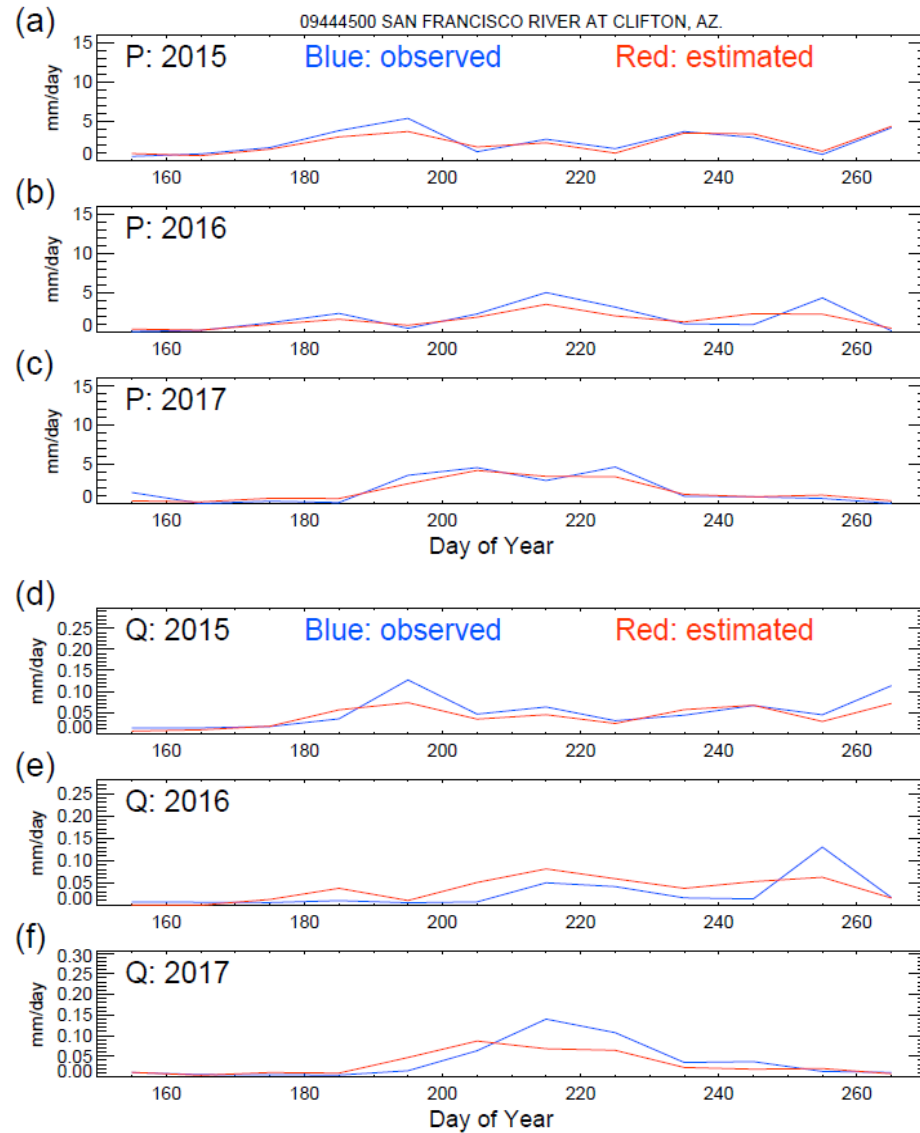 09444500 SAN FRANCISCO RIVER AT CLIFTON, AZ.
(a)
P: 2015 Blue: observed Red: estimated
mm/day
15
10
5
0
160 180 200 220 240 260
(b)
P: 2016
mm/day
15
10
5
0
160 180 200 220 240 260
(c)
P: 2017
mm/day
15
10
5
0
160 180 200 220 240 260
Day of Year
(d)
Q: 2015 Blue: observed Red: estimated
mm/day
0.25
0.20
0.15
0.10
0.05
0.00
160 180 200 220 240 260
(e)
Q: 2016
mm/day
0.25
0.20
0.15
0.10
0.05
0.00
160 180 200 220 240 260
(f)
Q: 2017
mm/day
0.30
0.25
0.20
0.15
0.10
0.05
0.00
160 180 200 220 240 260
Day of Year